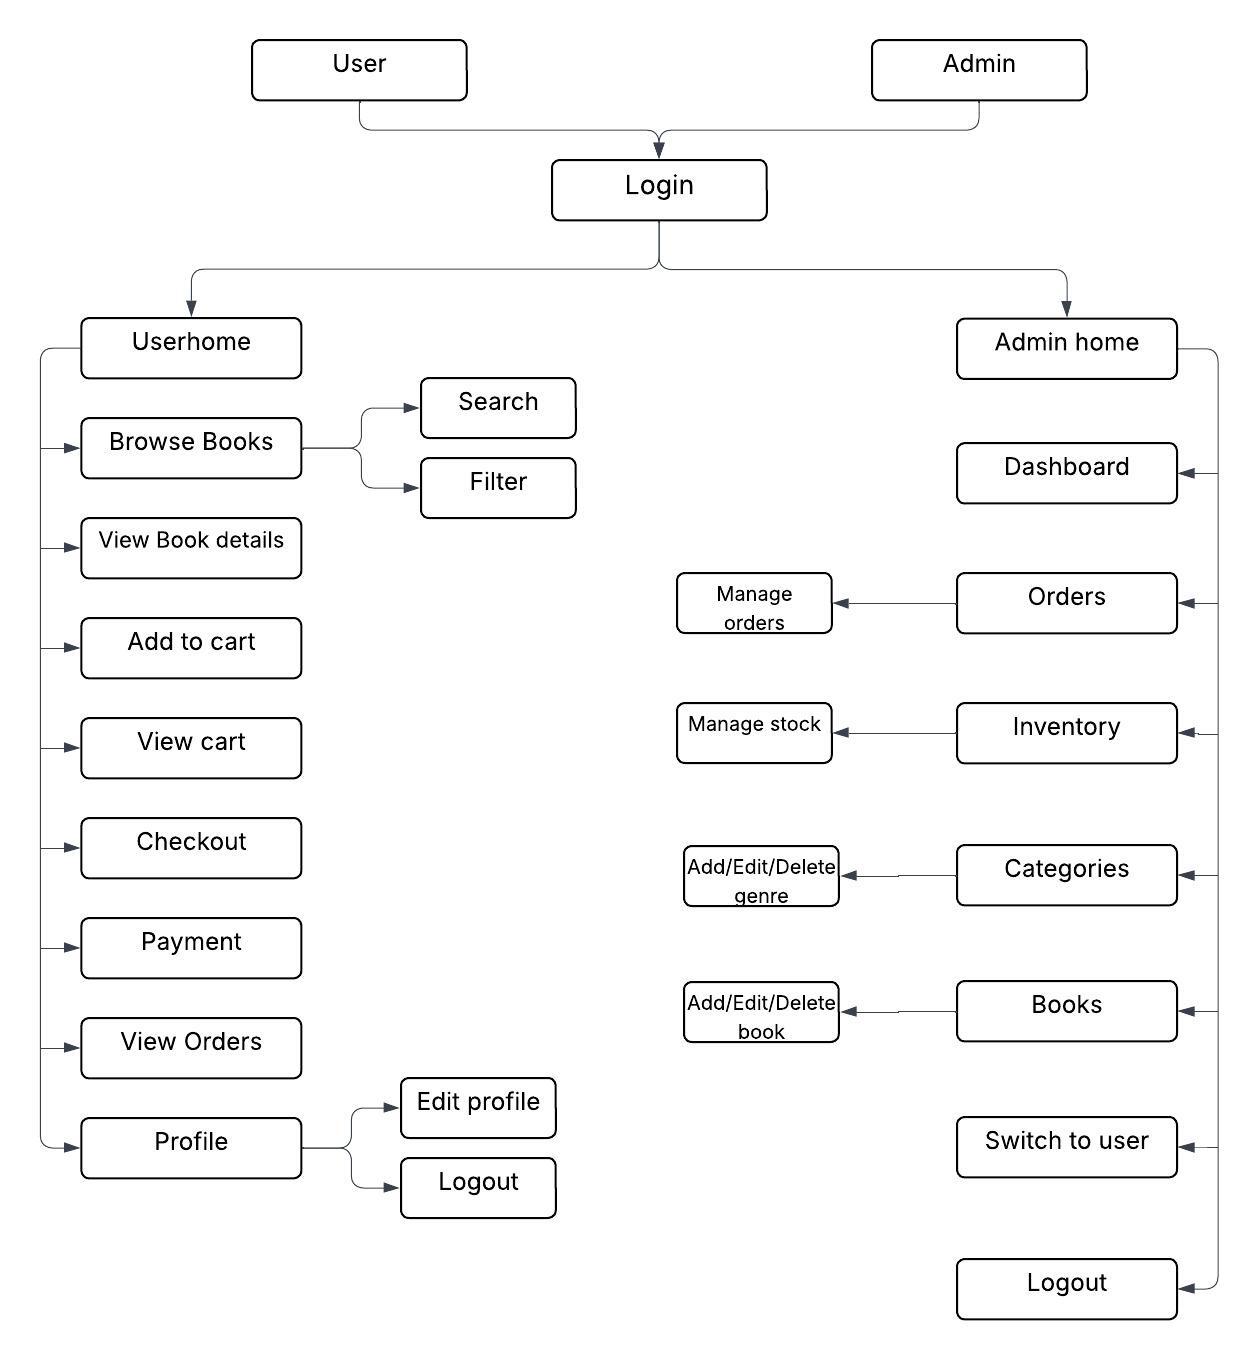 User
Admin
Login
Userhome
Admin home
Search
Browse Books
Filter
Dashboard
View Book details
Manage
orders
Orders
Add to cart
View cart
Manage stock
Inventory
Checkout
Add/Edit/Delete
genre
Categories
Payment
Add/Edit/Delete
book
Books
View Orders
Edit profile
Profile
Logout
Switch to user
Logout